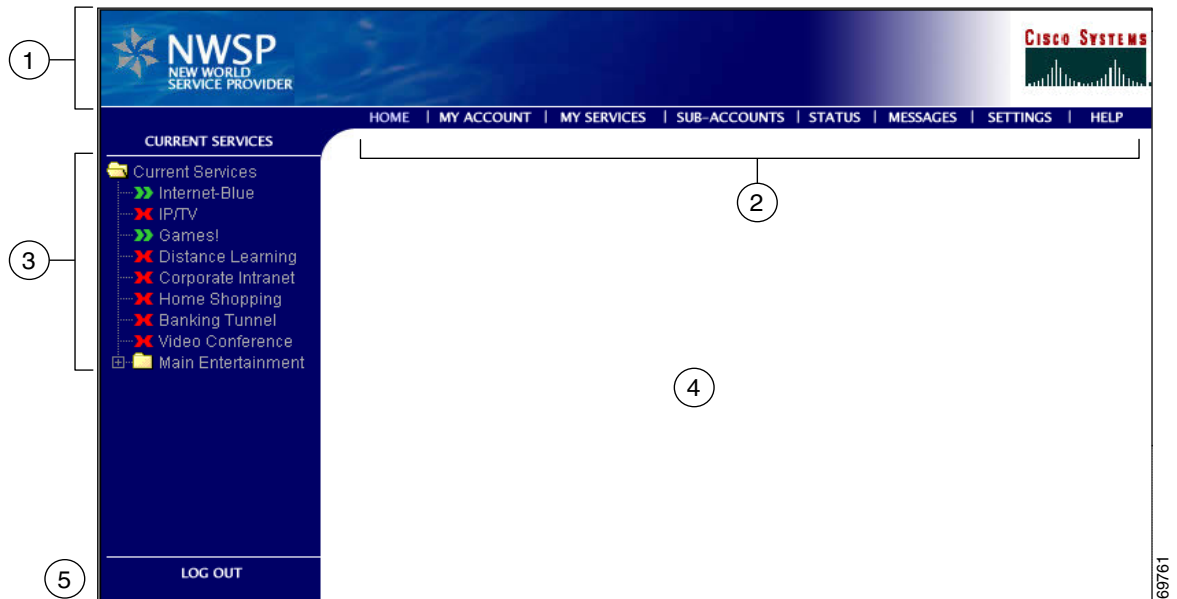 1
NWSP
NEW WORLD
SERVICE PROVIDER
CISCO SYSTEMS
HOME | MY ACCOUNT | MY SERVICES | SUB-ACCOUNTS | STATUS | MESSAGES | SETTINGS | HELP
CURRENT SERVICES
2
3
Current Services
Internet-Blue
IP/TV
Games!
Distance Learning
Corporate Intranet
Home Shopping
Banking Tunnel
Video Conference
Main Entertainment
4
5
LOG OUT
69761